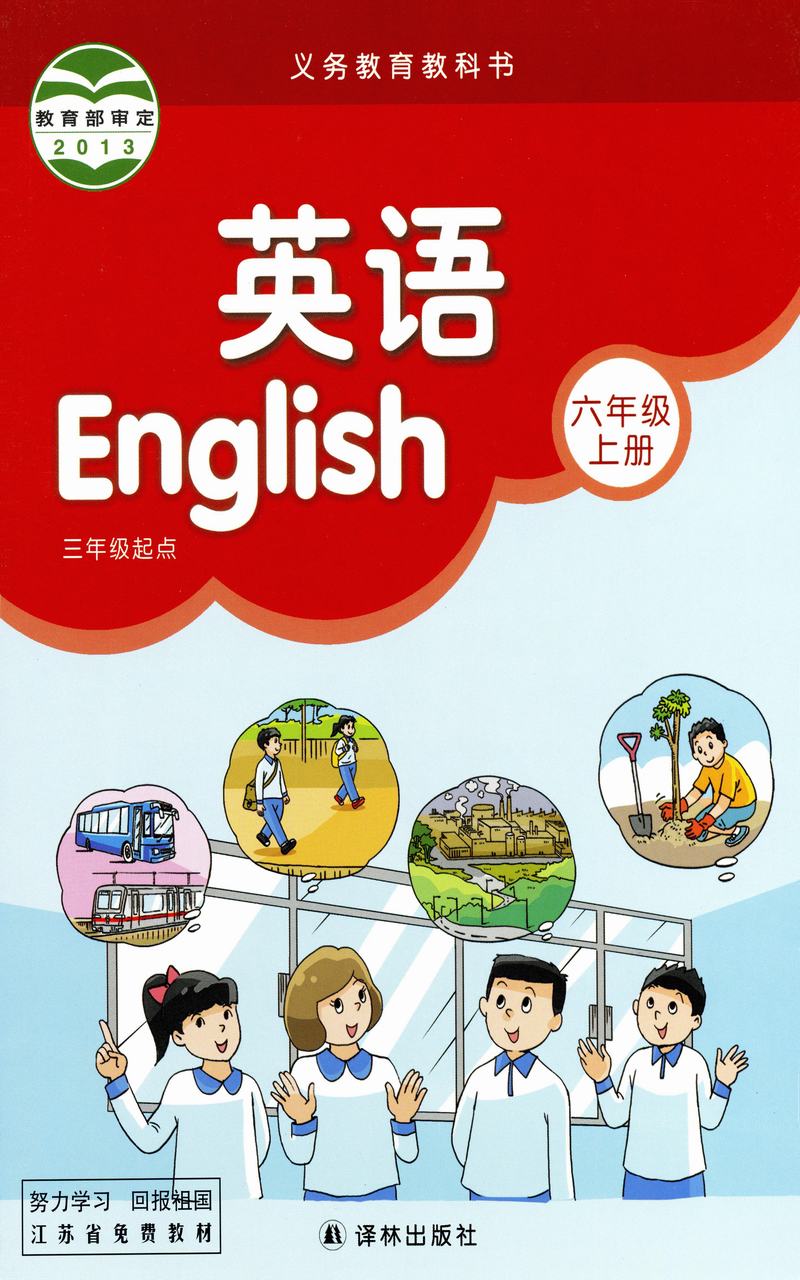 义务教育教科书
教育部审定
2013
英语
English
三年级起点
六年级
上册
努力学习 回报祖国
江苏省免费教材
译林出版社